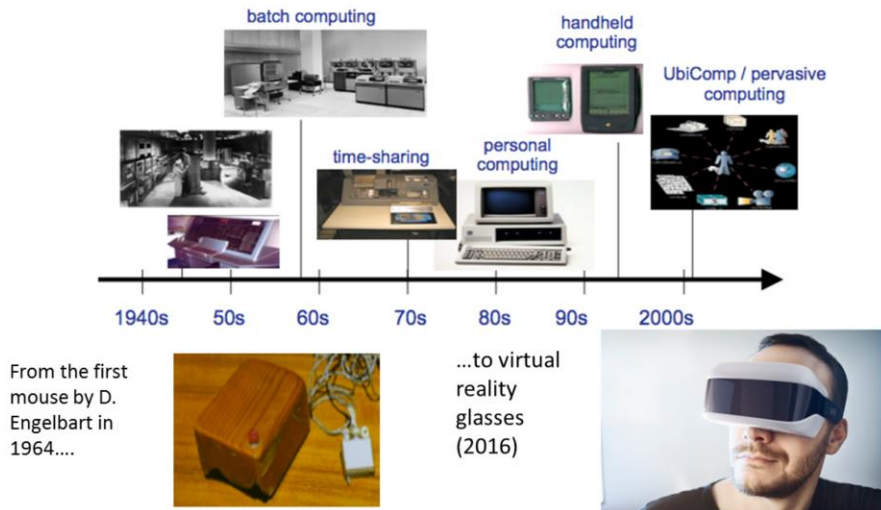 batch computing
handheld
computing
UbiComp / pervasive
computing
time-sharing
personal
computing
1940s
50s
60s
70s
80s
90s
2000s
From the first
mouse by D.
Engelbart in
1964....
...to virtual
reality
glasses
(2016)